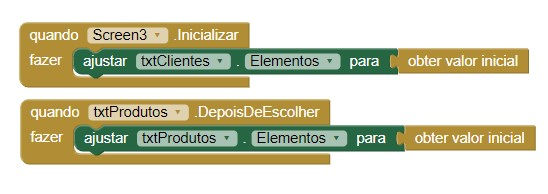 quando Screen3 .Inicializar
fazer ajustar txtClientes . Elementos para obter valor inicial
quando txtProdutos .DepoisDeEscolher
fazer ajustar txtProdutos . Elementos para obter valor inicial